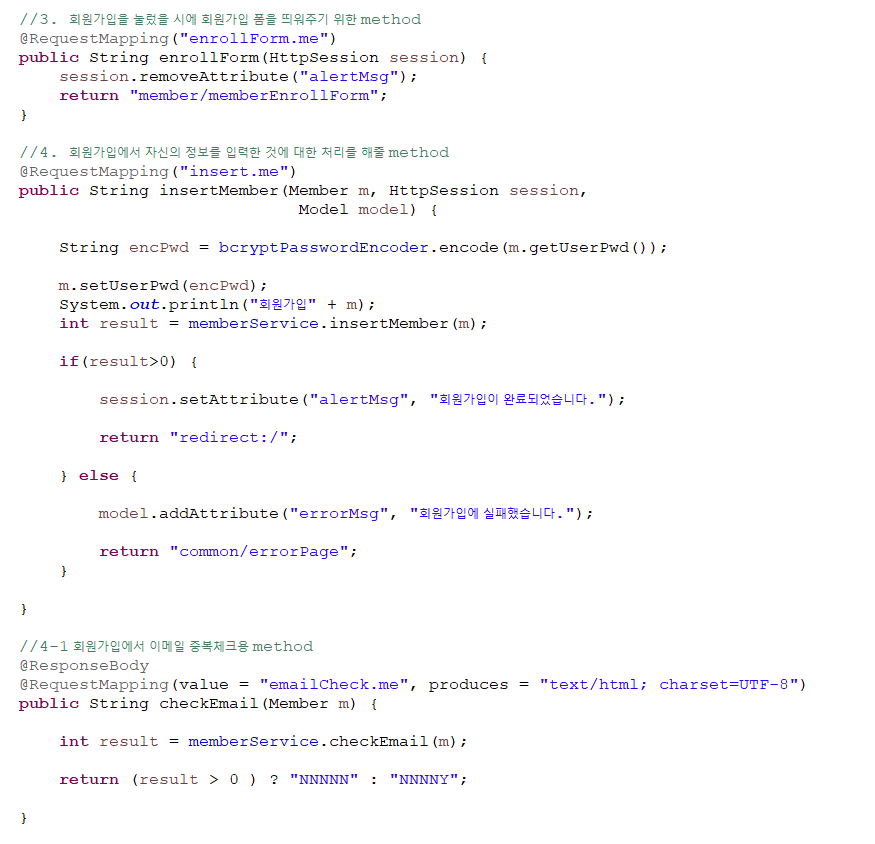 //3. 회원가입을 눌렀을 시에 회원가입 폼을 띄워주기 위한 method
@RequestMapping("enrollForm.me")
public String enrollForm(HttpSession session) {
    session.removeAttribute("alertMsg");
    return "member/memberEnrollForm";
}
//4. 회원가입에서 자신의 정보를 입력한 것에 대한 처리를 해줄 method
@RequestMapping("insert.me")
public String insertMember(Member m, HttpSession session,
                            Model model) {
    String encPwd = bcryptPasswordEncoder.encode(m.getUserPwd());
    m.setUserPwd(encPwd);
    System.out.println("회원가입" + m);
    int result = memberService.insertMember(m);
    if(result>0) {
        session.setAttribute("alertMsg", "회원가입이 완료되었습니다.");
        return "redirect:/";
    } else {
        model.addAttribute("errorMsg", "회원가입에 실패했습니다.");
        return "common/errorPage";
    }
}
//4-1 회원가입에서 이메일 중복체크용 method
@ResponseBody
@RequestMapping(value = "emailCheck.me", produces = "text/html; charset=UTF-8")
public String checkEmail(Member m) {
    int result = memberService.checkEmail(m);
    return (result > 0 ) ? "NNNNN" : "NNNNY";
}